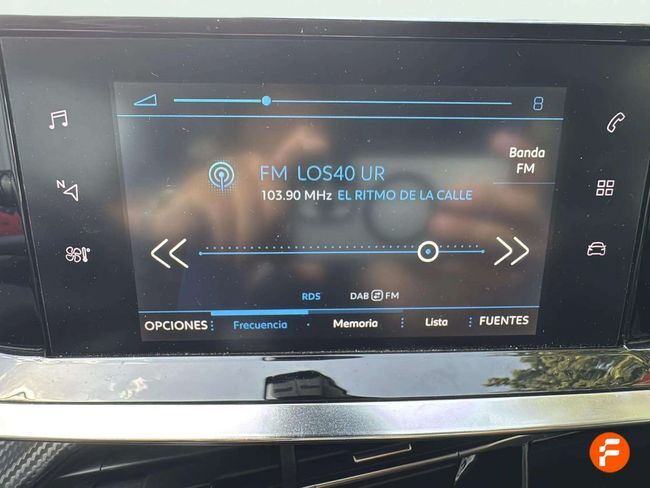 8
FM LOS40 UR
Banda
FM
103.90 MHz EL RITMO DE LA CALLE
N
RDS DAB FM
OPCIONES Frecuencia Memoria Lista FUENTES
F